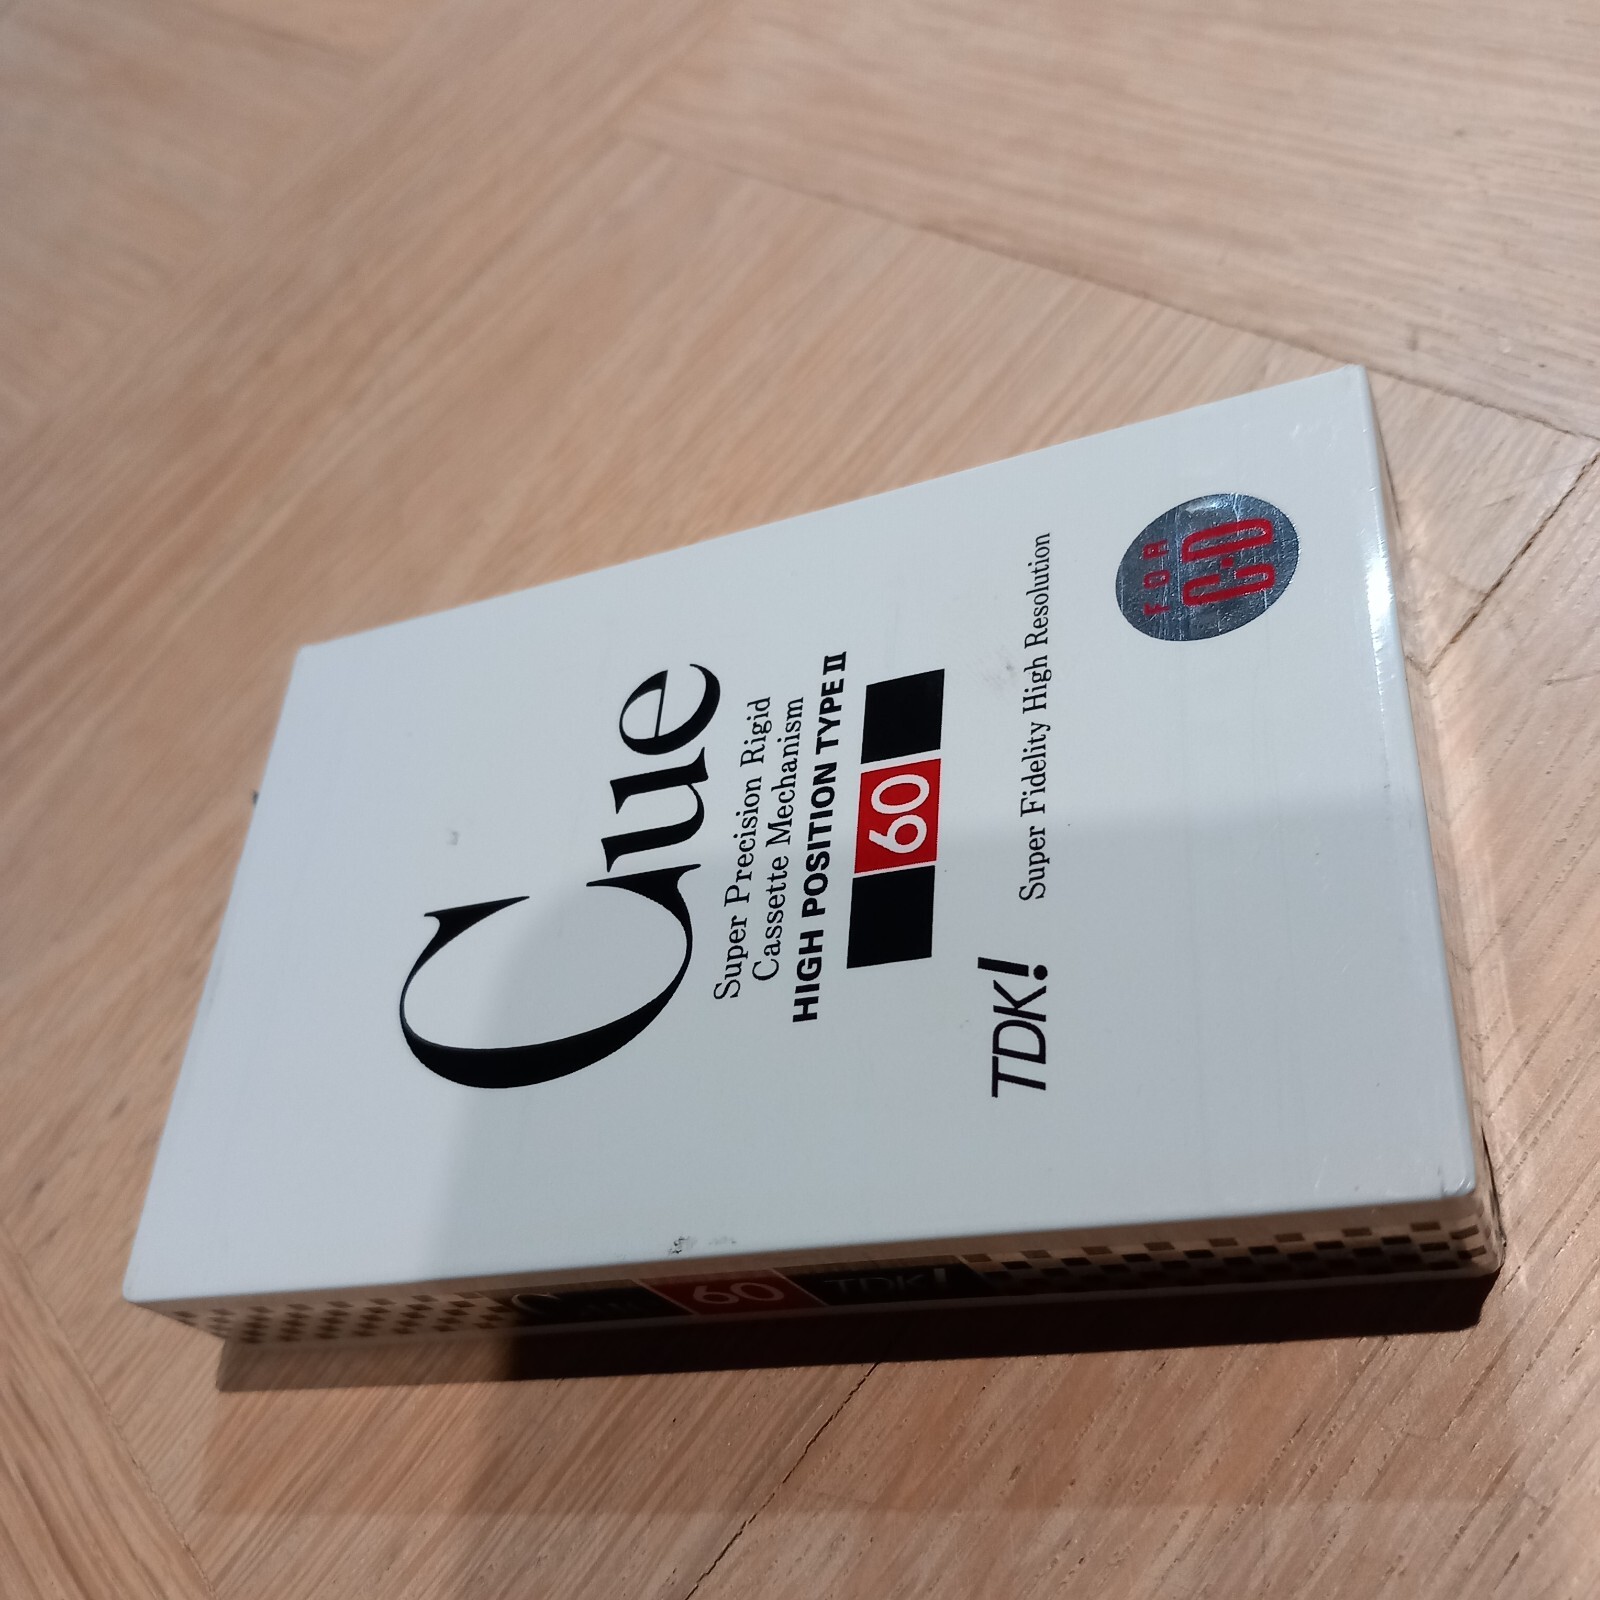 Cue
Super Precision Rigid
Cassette Mechanism
HIGH POSITION TYPE II
60
TDK! Super Fidelity High Resolution
FOR
C·D
Cue 60 TDK!